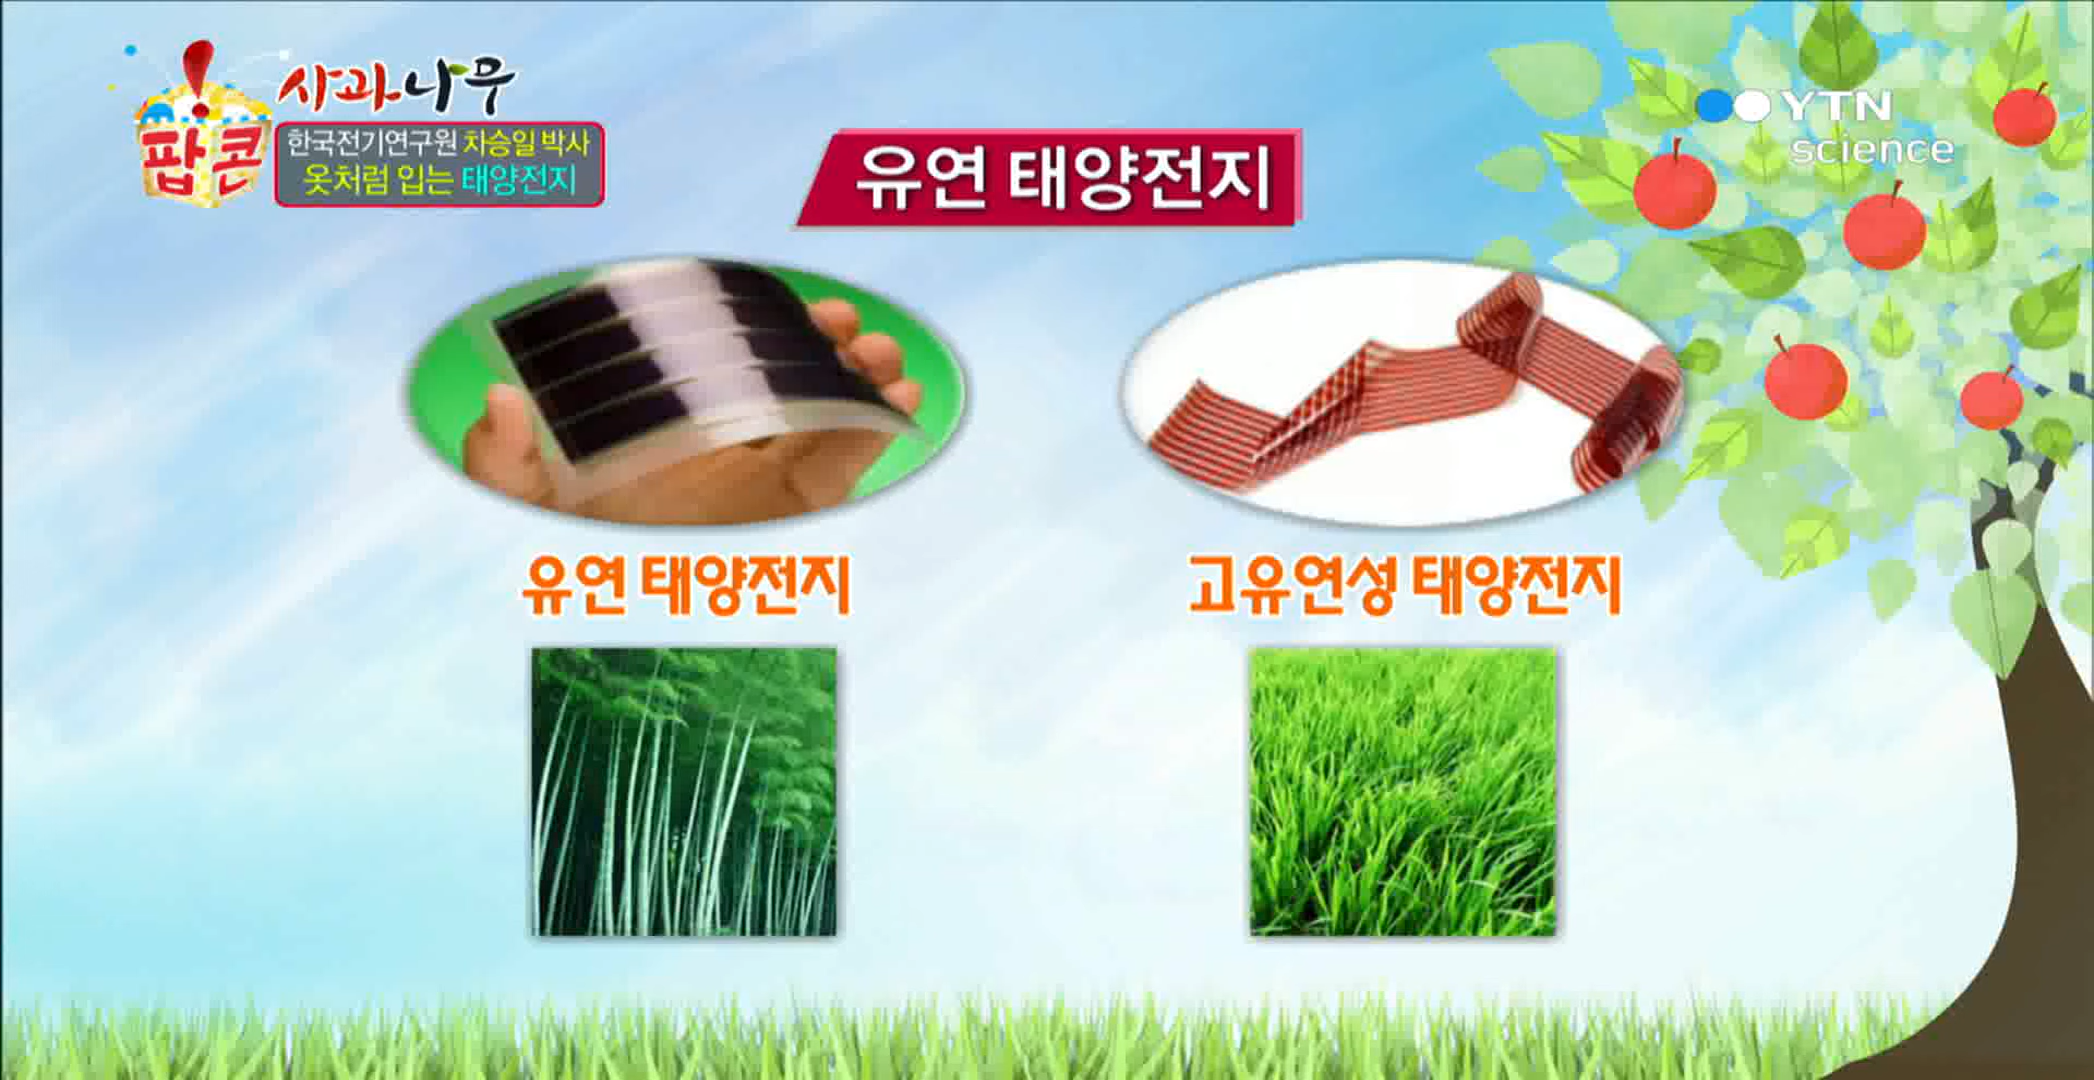 팝콘
사과나무
한국전기연구원 차승일 박사
옷처럼 입는 태양전지
YTN
science
유연 태양전지
유연 태양전지
고유연성 태양전지